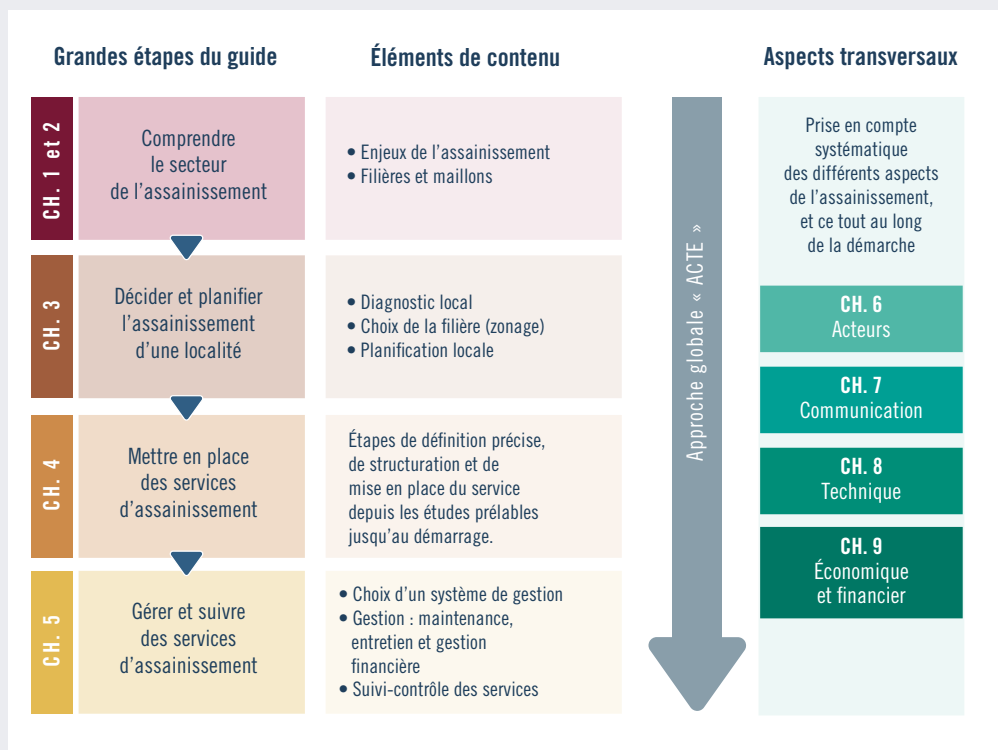 Grandes étapes du guide
Éléments de contenu
Aspects transversaux
CH. 1 et 2
Comprendre
le secteur
de l'assainissement
• Enjeux de l'assainissement
• Filières et maillons
CH. 3
Décider et planifier
l'assainissement
d'une localité
• Diagnostic local
• Choix de la filière (zonage)
• Planification locale
CH. 4
Mettre en place
des services
d'assainissement
Étapes de définition précise,
de structuration et de
mise en place du service
depuis les études prélables
jusqu'au démarrage.
CH. 5
Gérer et suivre
des services
d'assainissement
• Choix d'un système de gestion
• Gestion : maintenance,
entretien et gestion
financière
• Suivi-contrôle des services
Approche globale « ACTE »
Prise en compte
systématique
des différents aspects
de l'assainissement,
et ce tout au long
de la démarche
CH. 6
Acteurs
CH. 7
Communication
CH. 8
Technique
CH. 9
Économique
et financier